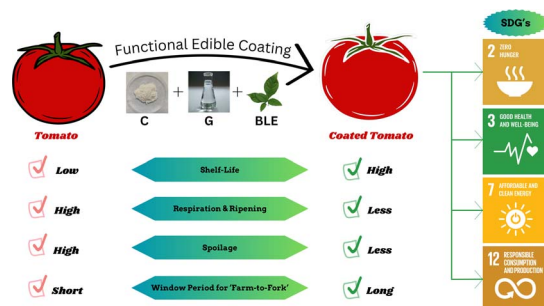 SDG's
Functional Edible Coating
C + G + BLE
Tomato
Coated Tomato
Low
Shelf-Life
High
High
Respiration & Ripening
Less
High
Spoilage
Less
Short
Window Period for 'Farm-to-Fork'
Long
2 ZERO
HUNGER
3 GOOD HEALTH
AND WELL-BEING
7 AFFORDABLE AND
CLEAN ENERGY
12 RESPONSIBLE
CONSUMPTION
AND PRODUCTION